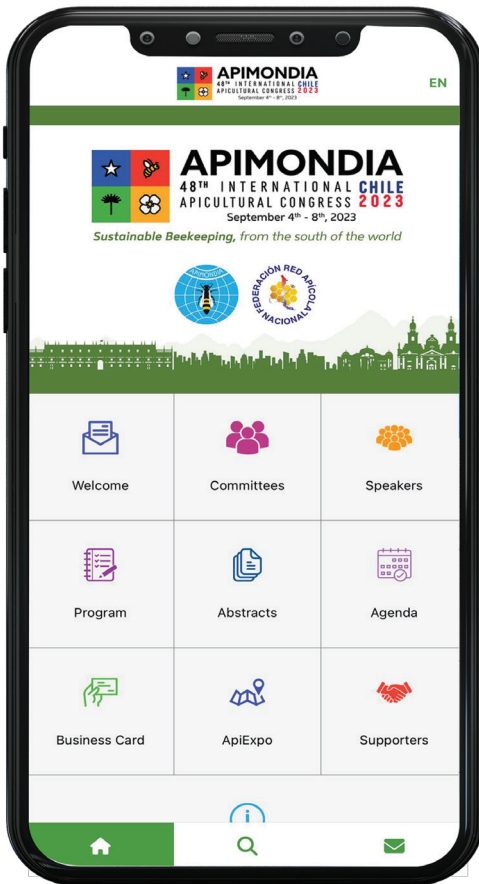 APIMONDIA
48TH INTERNATIONAL CHILE
APICULTURAL CONGRESS 2023
September 4th - 8th, 2023
EN
APIMONDIA
48TH INTERNATIONAL CHILE
APICULTURAL CONGRESS 2023
September 4th - 8th, 2023
Sustainable Beekeeping, from the south of the world
APIMONDIA
FEDERACIÓN RED APÍCOLA NACIONAL
Welcome
Committees
Speakers
Program
Abstracts
Agenda
Business Card
ApiExpo
Supporters